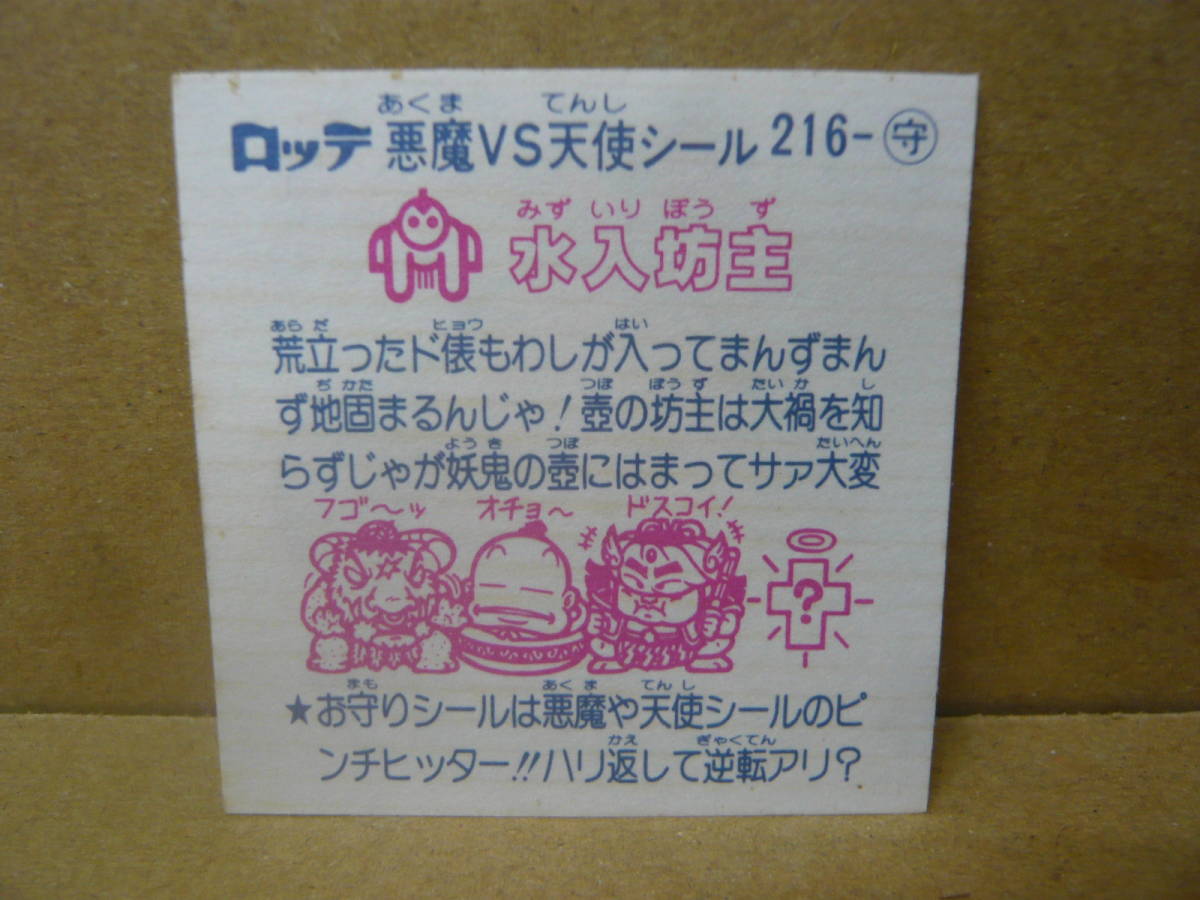 あくま てんし
ロッテ 悪魔VS天使シール 216-守
みず いり ぼう ず
水入坊主
あら だ ヒョウ はい
荒立ったド俵もわしが入ってまんずまん
ぢ かた つぼ ぼう ず たい か し
ず地固まるんじゃ!壺の坊主は大禍を知
よう き つぼ たいへん
らずじゃが妖鬼の壺にはまってサァ大変
フゴ〜ッ オチョ〜 ドスコイ!
?
まも あく ま てん し
★お守りシールは悪魔や天使シールのピ
かえ ぎゃくてん
ンチヒッター!!ハリ返して逆転アリ?